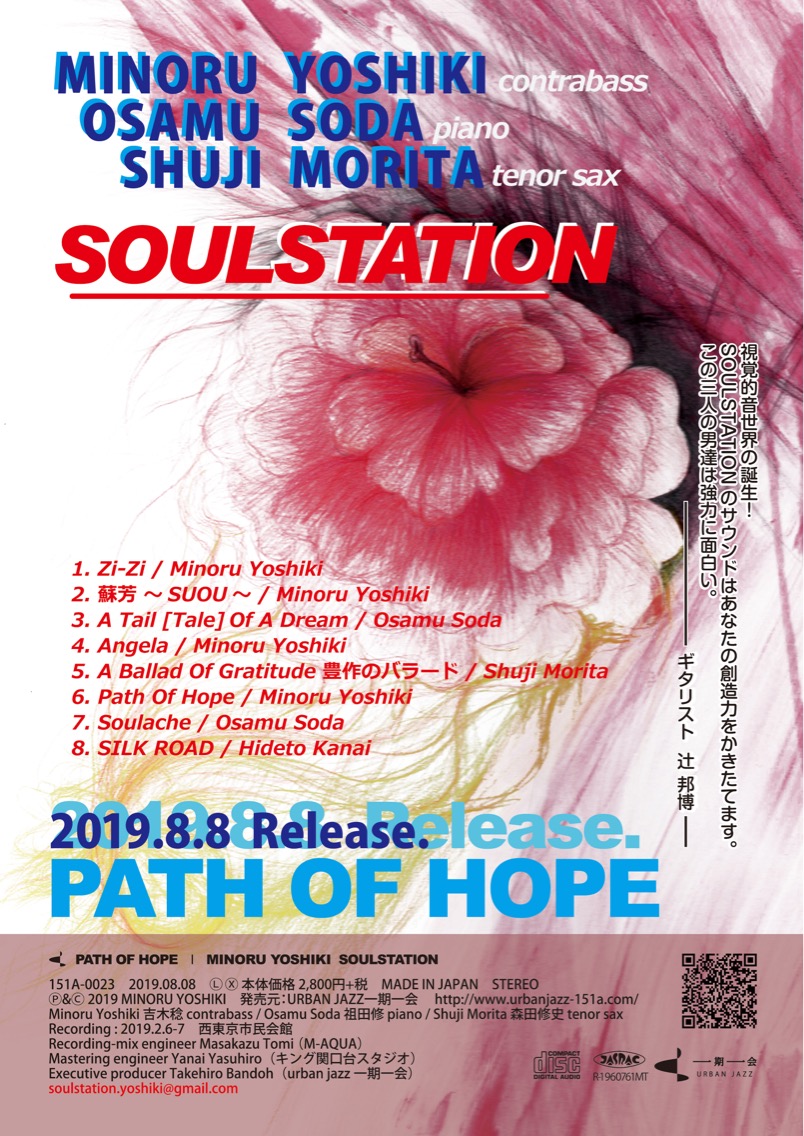 MINORU YOSHIKI contrabass
OSAMU SODA piano
SHUJI MORITA tenor sax
SOULSTATION
視覚的音世界の誕生！
SOULSTATIONのサウンドはあなたの創造力をかきたてます。
この三人の男達は強力に面白い。
——ギタリスト 辻 邦博—
1. Zi-Zi / Minoru Yoshiki
2. 蘇芳 ～ SUOU ～ / Minoru Yoshiki
3. A Tail [Tale] Of A Dream / Osamu Soda
4. Angela / Minoru Yoshiki
5. A Ballad Of Gratitude 豊作のバラード / Shuji Morita
6. Path Of Hope / Minoru Yoshiki
7. Soulache / Osamu Soda
8. SILK ROAD / Hideto Kanai
2019.8.8 Release.
PATH OF HOPE
PATH OF HOPE | MINORU YOSHIKI SOULSTATION
151A-0023 2019.08.08 Ⓛ Ⓧ 本体価格 2,800円+税 MADE IN JAPAN STEREO
Ⓟ&Ⓒ 2019 MINORU YOSHIKI 発売元：URBAN JAZZ一期一会 http://www.urbanjazz-151a.com/
Minoru Yoshiki 吉木稔 contrabass / Osamu Soda 祖田修 piano / Shuji Morita 森田修史 tenor sax
Recording : 2019.2.6-7 西東京市民会館
Recording-mix engineer Masakazu Tomi (M-AQUA)
Mastering engineer Yanai Yasuhiro（キング関口台スタジオ）
Executive producer Takehiro Bandoh（urban jazz 一期一会）
soulstation.yoshiki@gmail.com
COMPACT disc DIGITAL AUDIO
JASRAC
R-1960761MT
一期一会
URBAN JAZZ